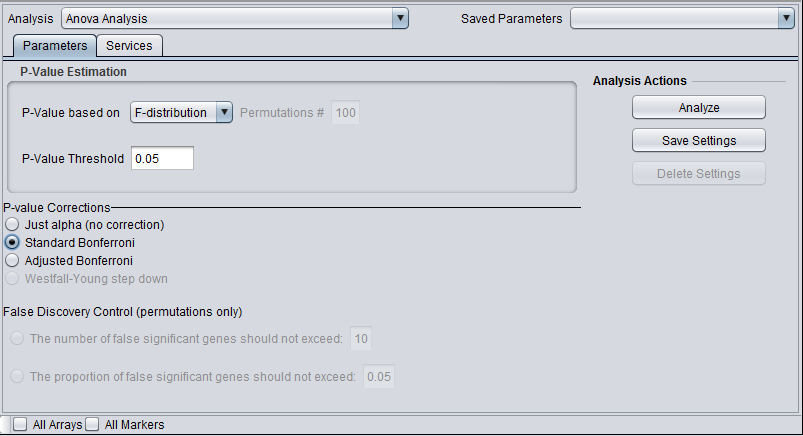 Analysis Anova Analysis Saved Parameters
Parameters Services
P-Value Estimation
Analysis Actions
P-Value based on F-distribution Permutations # 100
Analyze
Save Settings
P-Value Threshold 0.05
Delete Settings
P-value Corrections
Just alpha (no correction)
Standard Bonferroni
Adjusted Bonferroni
Westfall-Young step down
False Discovery Control (permutations only)
The number of false significant genes should not exceed: 10
The proportion of false significant genes should not exceed: 0.05
All Arrays All Markers